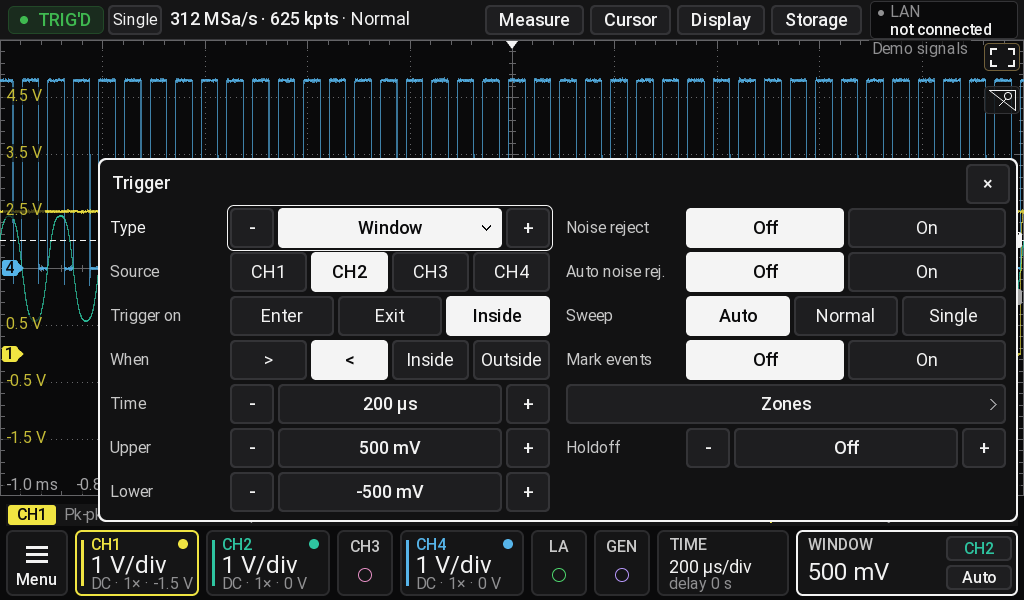 TRIG'D Single 312 MSa/s · 625 kpts · Normal Measure Cursor Display Storage LAN
not connected
Demo signals
4.5 V
3.5 V
2.5 V
4
0.5 V
1
-0.5 V
-1.5 V
-1.0 ms
Trigger ×
Type - Window + Noise reject Off On
Source CH1 CH2 CH3 CH4 Auto noise rej. Off On
Trigger on Enter Exit Inside Sweep Auto Normal Single
When > < Inside Outside Mark events Off On
Time - 200 µs + Zones
Upper - 500 mV + Holdoff - Off +
Lower - -500 mV +
CH1
Menu
CH1
1 V/div
DC · 1× · -1.5 V
CH2
1 V/div
DC · 1× · 0 V
CH3
CH4
1 V/div
DC · 1× · 0 V
LA
GEN
TIME
200 µs/div
delay 0 s
WINDOW CH2
500 mV Auto